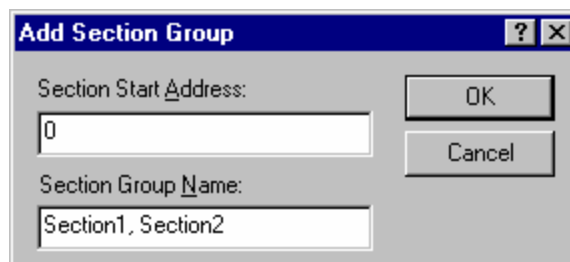 Add Section Group
Section Start Address:
0
OK
Cancel
Section Group Name:
Section1, Section2